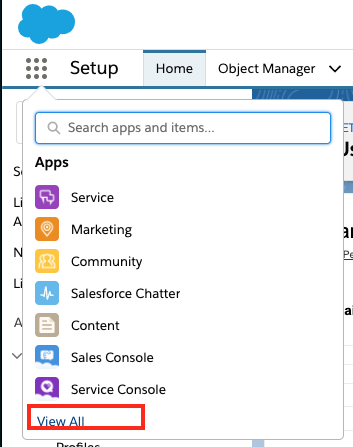 Setup
Home
Object Manager
Search apps and items...
Apps
Service
Marketing
Community
Salesforce Chatter
Content
Sales Console
Service Console
View All
Profiles